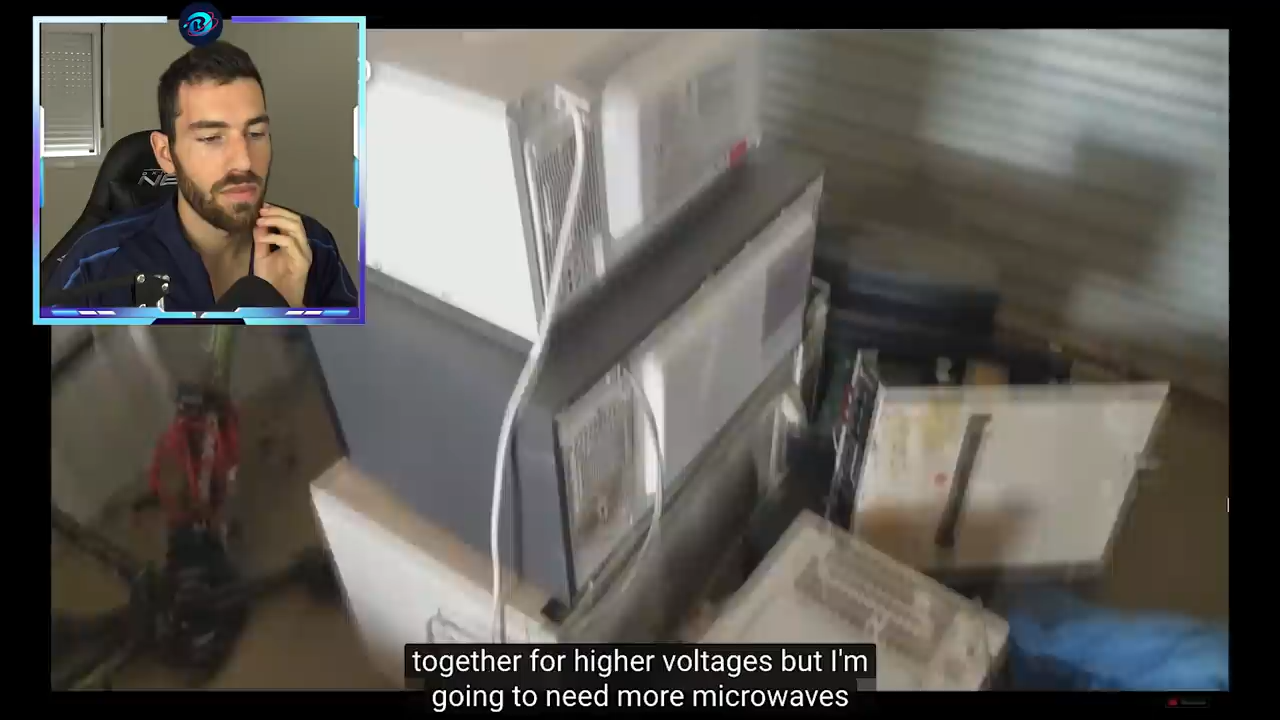 together for higher voltages but I'm
going to need more microwaves